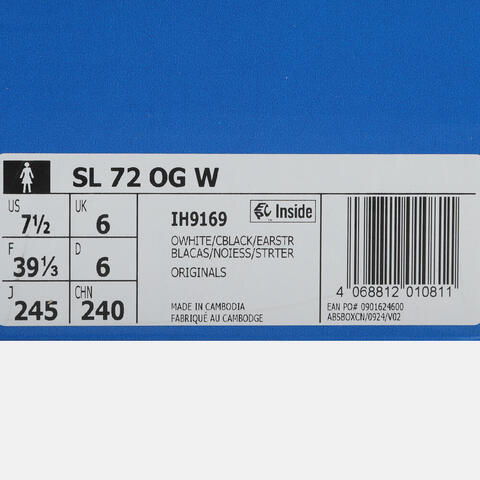 SL 72 OG W
US 7½ UK 6
F 39⅓ D 6
J 245 CHN 240
IH9169 Inside
OWHITE/CBLACK/EARSTR
BLACAS/NOIESS/STRTER
ORIGINALS
MADE IN CAMBODIA
FABRIQUÉ AU CAMBODGE
4 068812 010811
EAN PO# 0901624600
ABSBOXCN/0924/V02